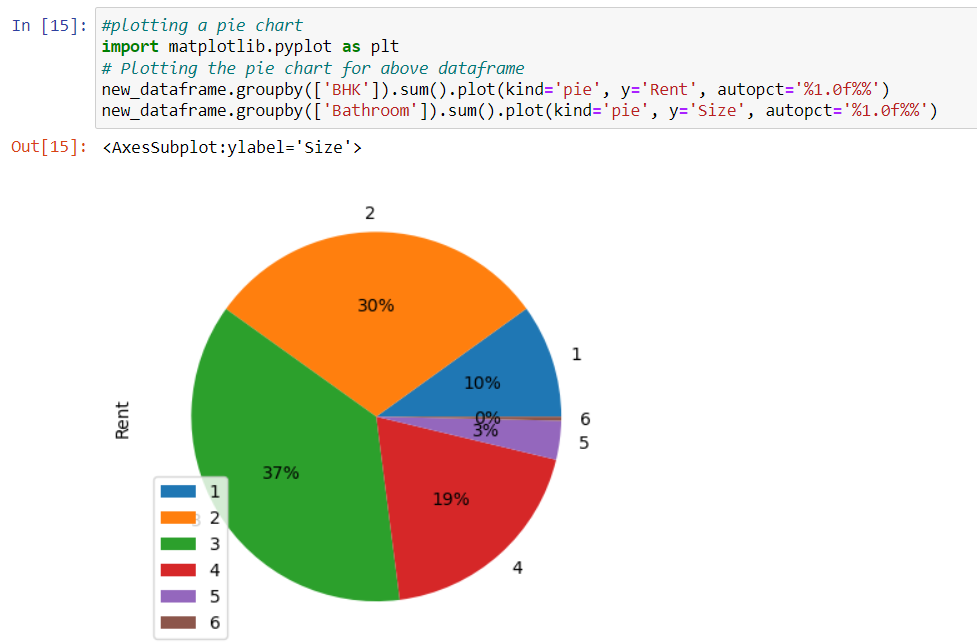 In [15]: #plotting a pie chart
import matplotlib.pyplot as plt
# Plotting the pie chart for above dataframe
new_dataframe.groupby(['BHK']).sum().plot(kind='pie', y='Rent', autopct='%1.0f%%')
new_dataframe.groupby(['Bathroom']).sum().plot(kind='pie', y='Size', autopct='%1.0f%%')
Out[15]: <AxesSubplot:ylabel='Size'>
2
30%
1
10%
0%
6
3%
5
Rent
37%
19%
4
3
1
2
3
4
5
6